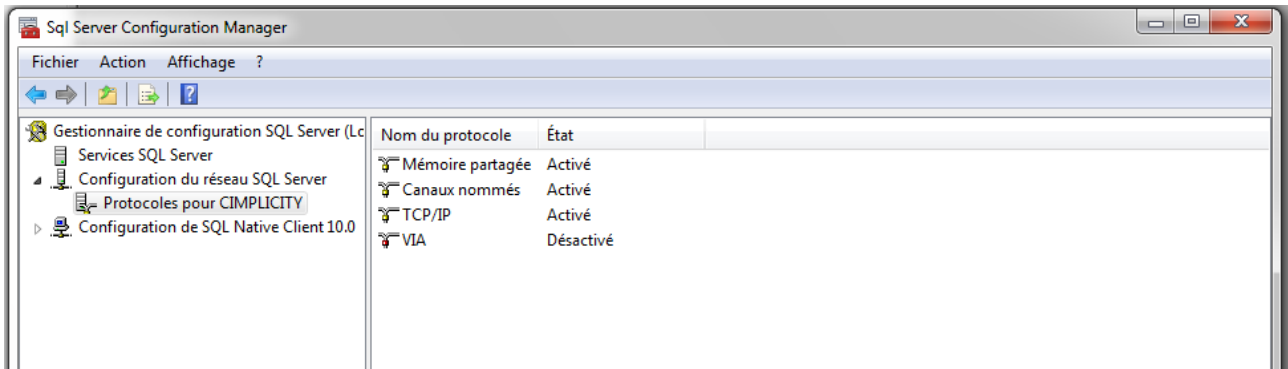 Sql Server Configuration Manager
Fichier Action Affichage ?
Gestionnaire de configuration SQL Server (Lc
Services SQL Server
Configuration du réseau SQL Server
Protocoles pour CIMPLICITY
Configuration de SQL Native Client 10.0
Nom du protocole État
Mémoire partagée Activé
Canaux nommés Activé
TCP/IP Activé
VIA Désactivé